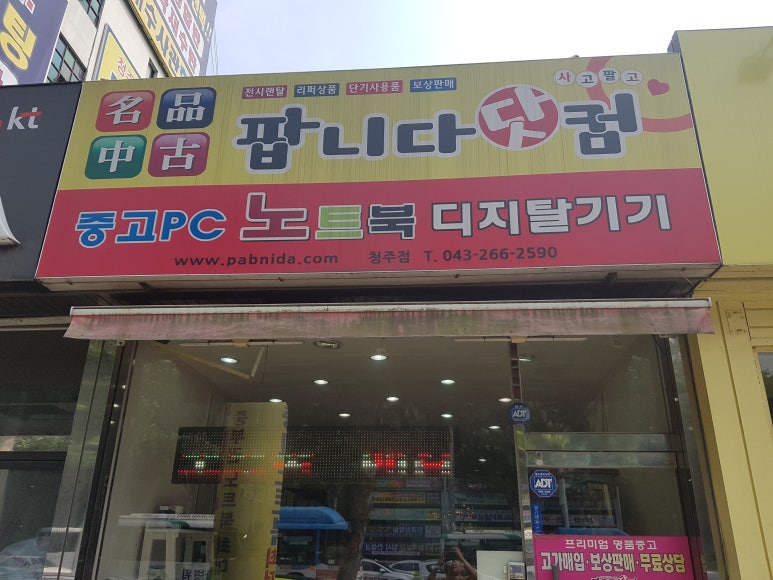 kt
전시렌탈 리퍼상품 단기사용품 보상판매
사고팔고
名品
中古
팝니다닷컴
중고PC 노트북 디지탈기기
www.pabnida.com 청주점 T. 043-266-2590
ADT
ADT
프리미엄 명품중고
고가매입·보상판매·무료상담